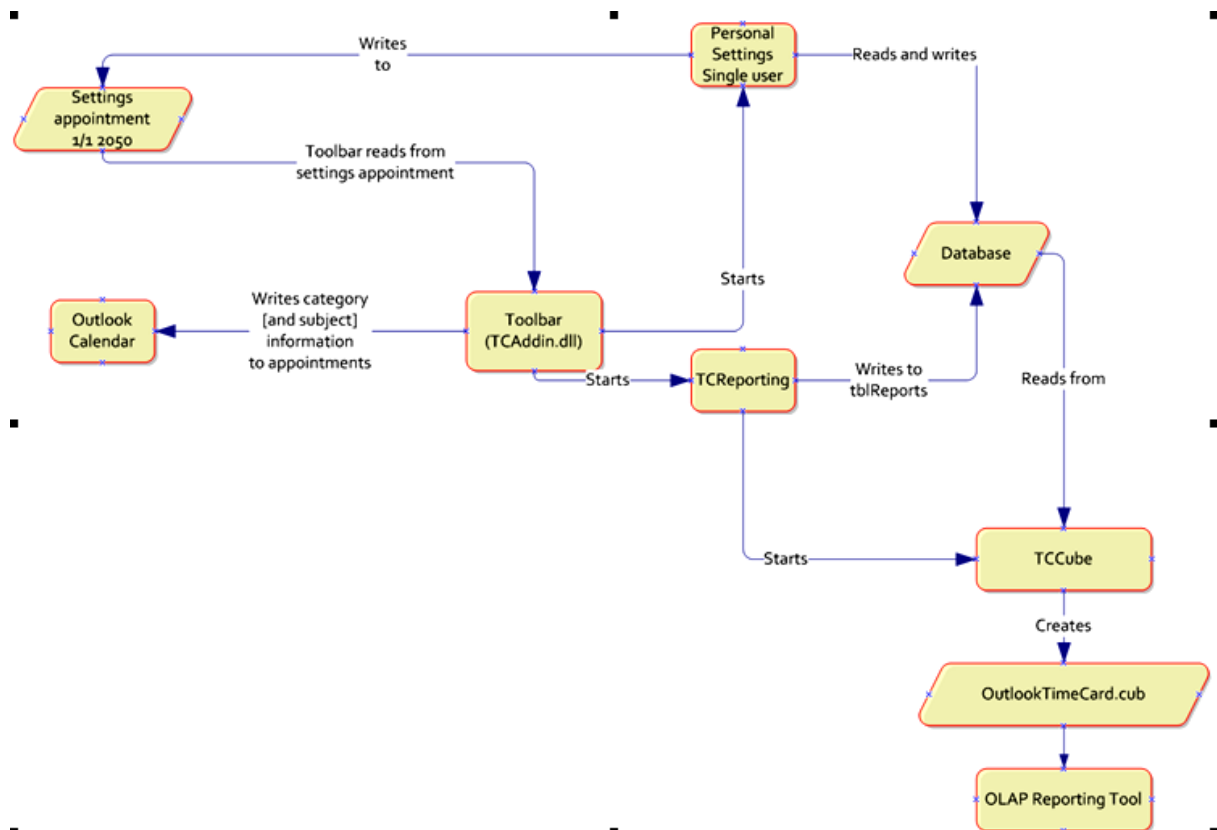 Personal
Settings
Single user
Writes
to
Reads and writes
Settings
appointment
1/1 2050
Toolbar reads from
settings appointment
Database
Starts
Writes category
[and subject]
information
to appointments
Outlook
Calendar
Toolbar
(TCAddin.dll)
Starts
TCReporting
Writes to
tblReports
Reads from
Starts
TCCube
Creates
OutlookTimeCard.cub
OLAP Reporting Tool